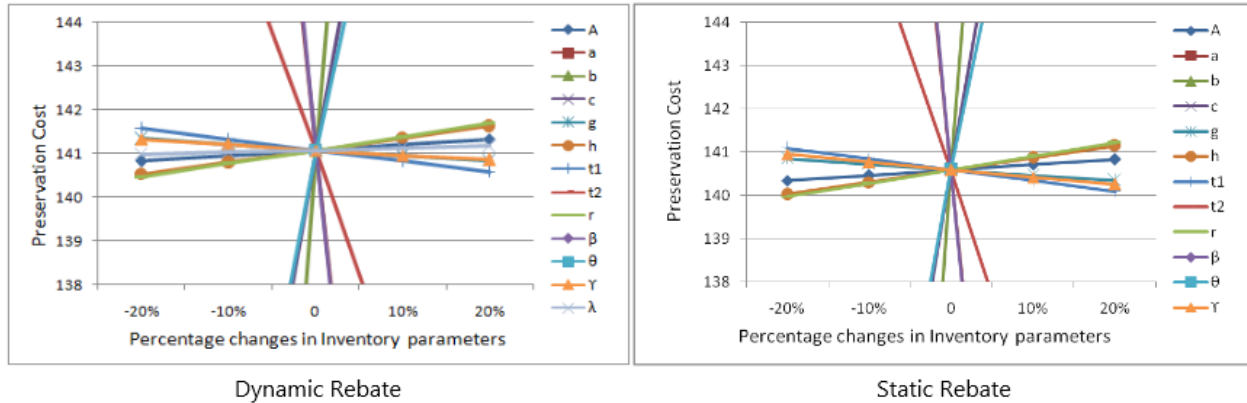 144
143
142
141
140
139
138
Preservation Cost
-20% -10% 0 10% 20%
Percentage changes in Inventory parameters
A
a
b
c
g
h
t1
t2
r
β
θ
ϒ
λ
Dynamic Rebate
144
143
142
141
140
139
138
Preservation Cost
-20% -10% 0 10% 20%
Percentage changes in Inventory parameters
A
a
b
c
g
h
t1
t2
r
β
θ
ϒ
Static Rebate